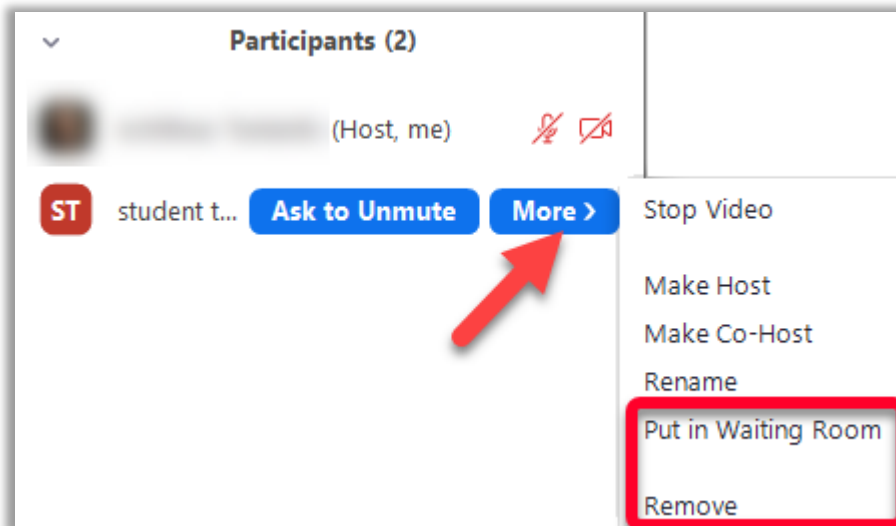 Participants (2)
(Host, me)
ST student t... Ask to Unmute More >
Stop Video
Make Host
Make Co-Host
Rename
Put in Waiting Room
Remove